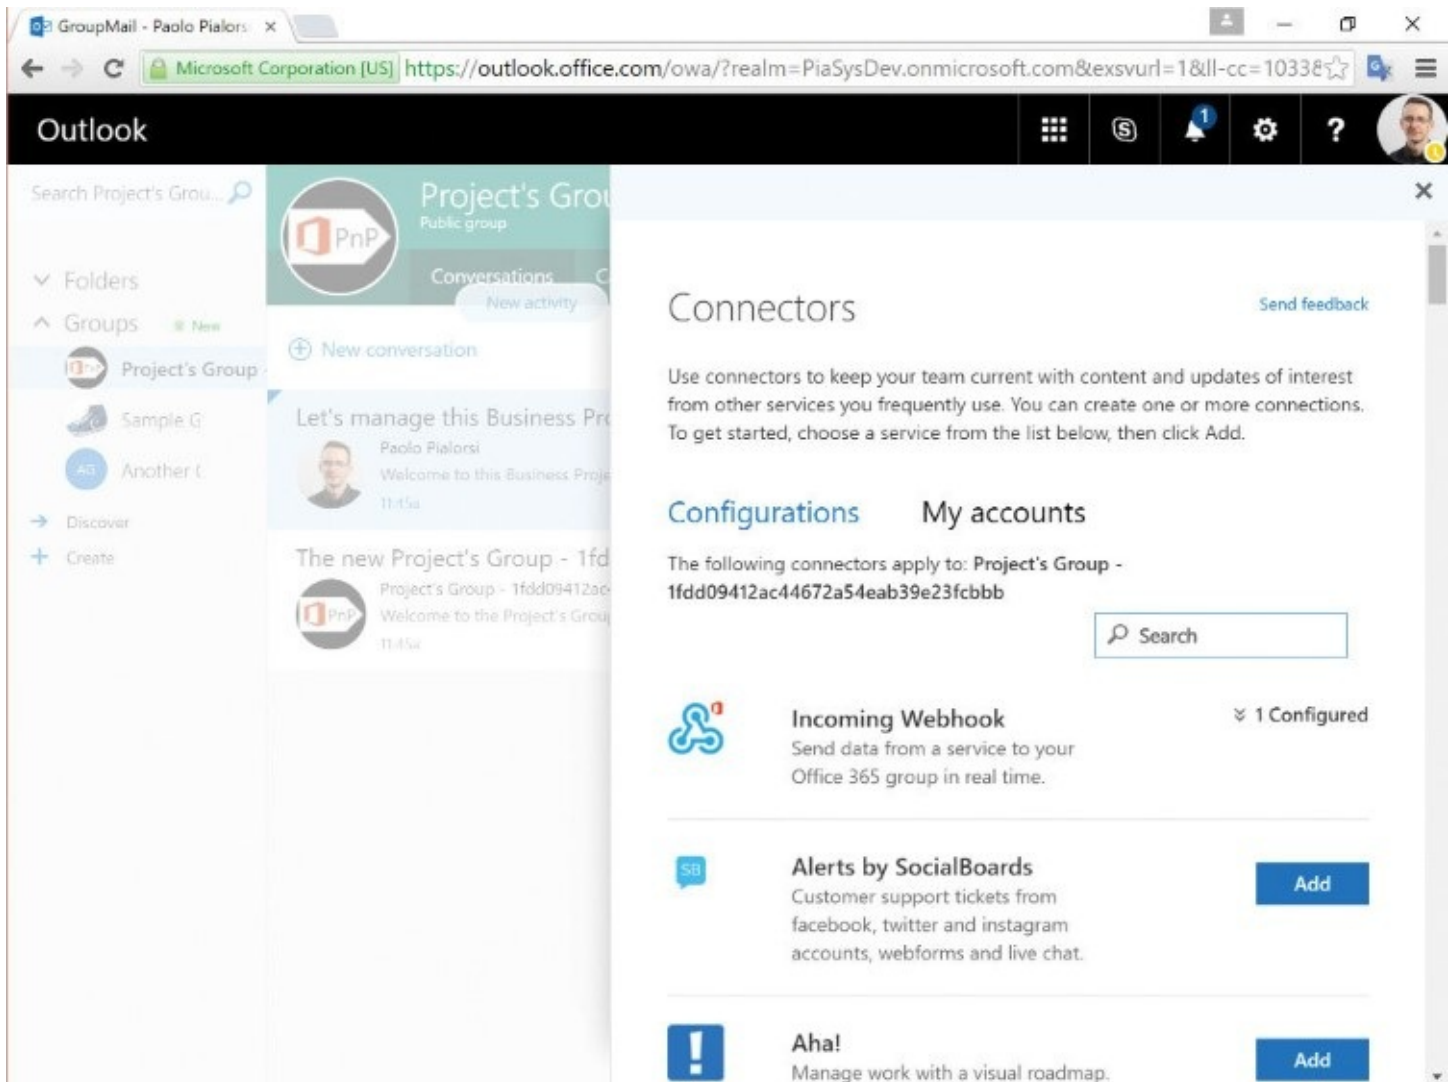 GroupMail - Paolo Pialors
Microsoft Corporation [US] https://outlook.office.com/owa/?realm=PiaSysDev.onmicrosoft.com&exsvurl=1&ll-cc=1033&
Outlook
1
Search Project's Grou...
Folders
Groups New
Project's Group -
Sample G
AG Another
Discover
Create
PnP
Project's Grou
Public group
Conversations C
New activity
New conversation
Let's manage this Business Pro
Paolo Pialorsi
Welcome to this Business Proje
11:45a
The new Project's Group - 1fd
PnP
Project's Group - 1fdd09412ac-
Welcome to the Project's Group
11:45a
Connectors
Send feedback
Use connectors to keep your team current with content and updates of interest
from other services you frequently use. You can create one or more connections.
To get started, choose a service from the list below, then click Add.
Configurations My accounts
The following connectors apply to: Project's Group -
1fdd09412ac44672a54eab39e23fcbbb
Search
Incoming Webhook
1 Configured
Send data from a service to your
Office 365 group in real time.
SB
Alerts by SocialBoards
Add
Customer support tickets from
facebook, twitter and instagram
accounts, webforms and live chat.
Aha!
Manage work with a visual roadmap.
Add